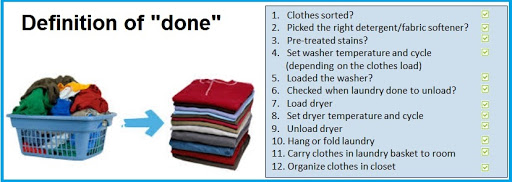 Definition of "done"
1. Clothes sorted?
2. Picked the right detergent/fabric softener?
3. Pre-treated stains?
4. Set washer temperature and cycle
(depending on the clothes load)
5. Loaded the washer?
6. Checked when laundry done to unload?
7. Load dryer
8. Set dryer temperature and cycle
9. Unload dryer
10. Hang or fold laundry
11. Carry clothes in laundry basket to room
12. Organize clothes in closet